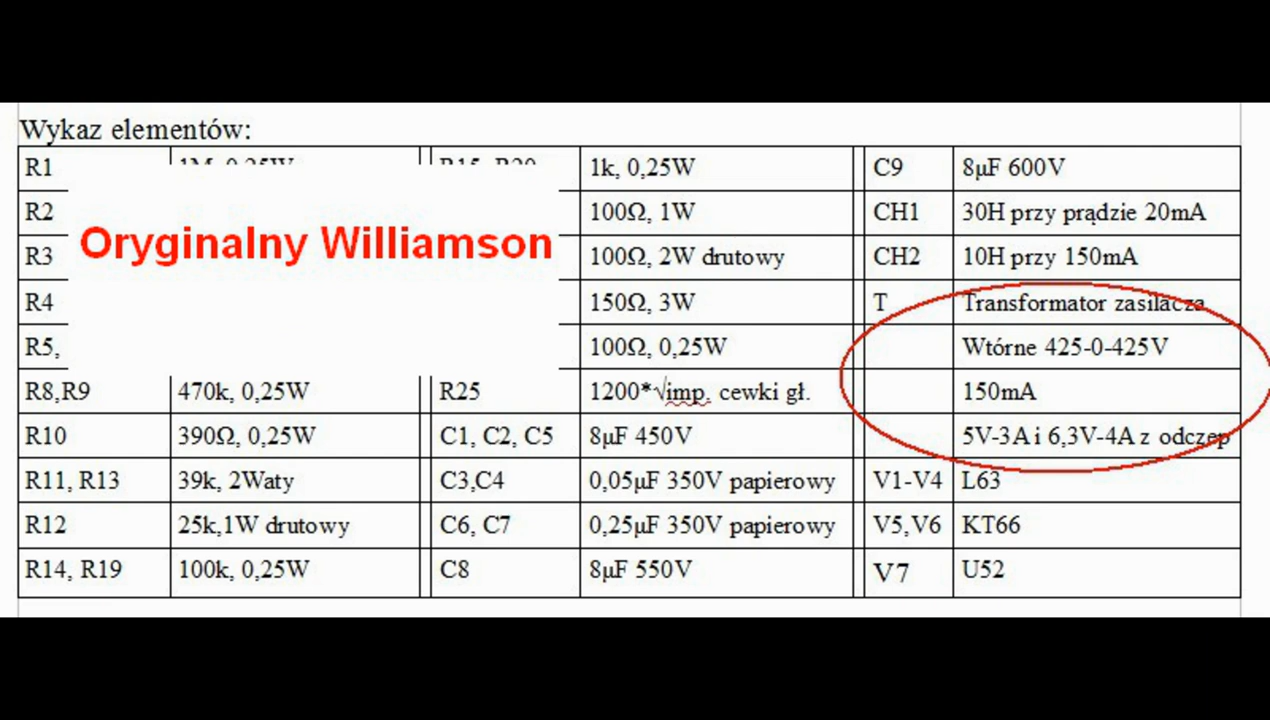 Wykaz elementów:
R1 1k, 0,25W C9 8µF 600V
R2 100Ω, 1W CH1 30H przy prądzie 20mA
Oryginalny Williamson
R3 100Ω, 2W drutowy CH2 10H przy 150mA
R4 150Ω, 3W T Transformator zasilacza
R5, 100Ω, 0,25W Wtórne 425-0-425V
R8,R9 470k, 0,25W R25 1200*√imp. cewki gł. 150mA
R10 390Ω, 0,25W C1, C2, C5 8µF 450V 5V-3A i 6,3V-4A z odczep
R11, R13 39k, 2Waty C3,C4 0,05µF 350V papierowy V1-V4 L63
R12 25k,1W drutowy C6, C7 0,25µF 350V papierowy V5,V6 KT66
R14, R19 100k, 0,25W C8 8µF 550V V7 U52